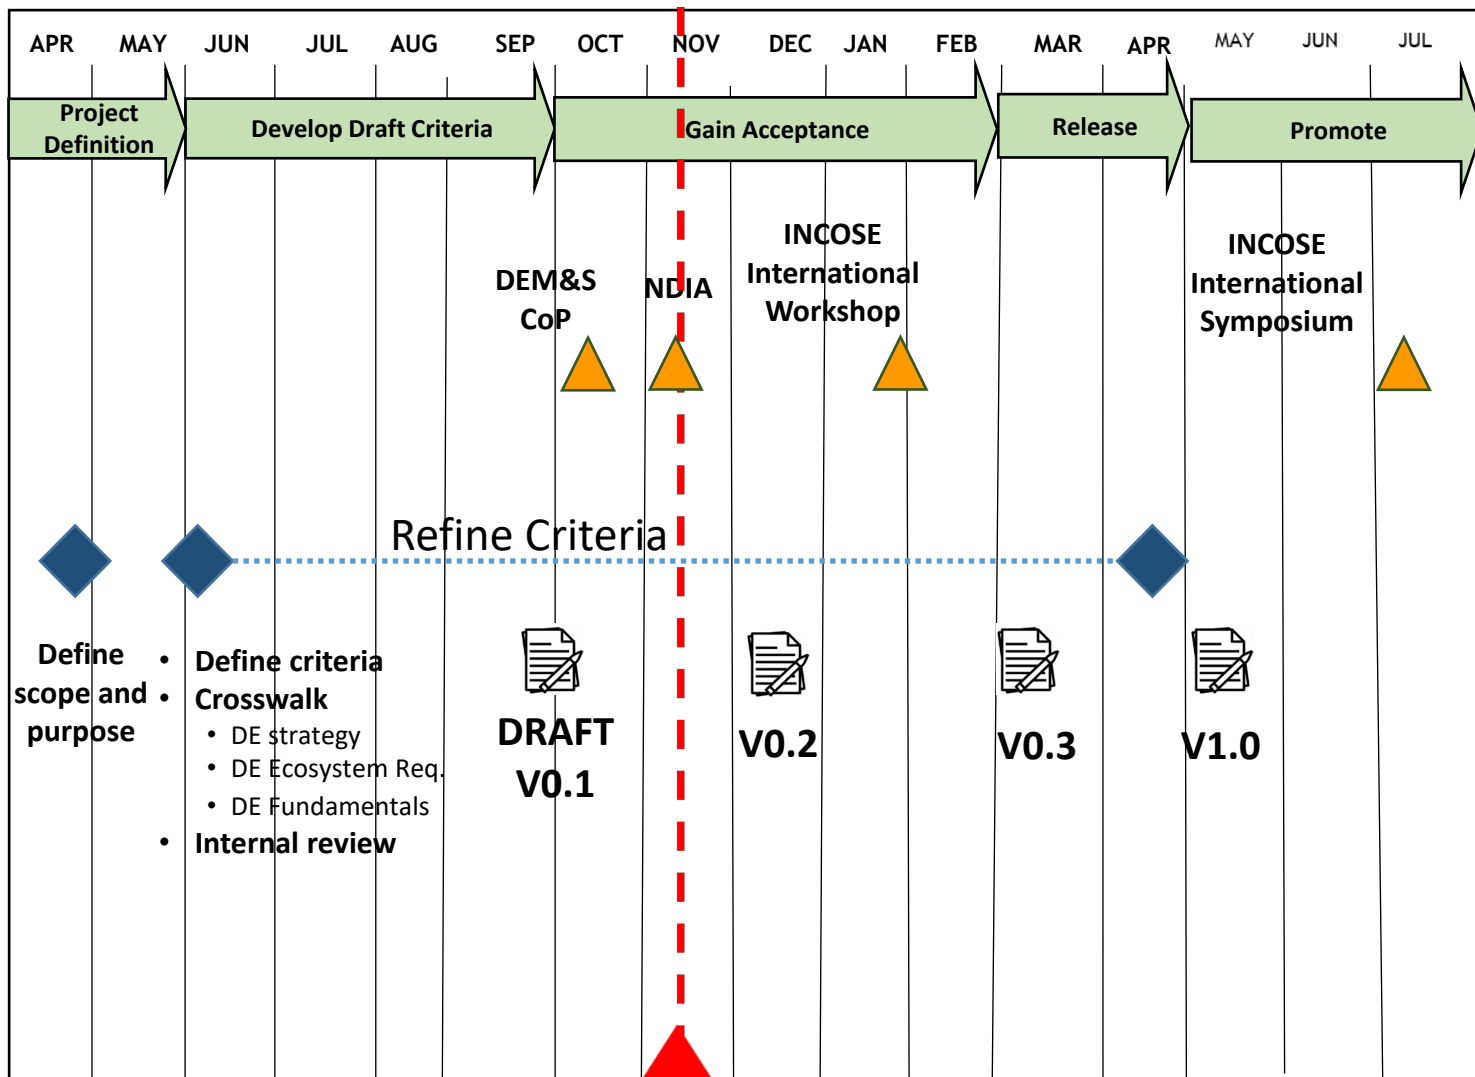 APR MAY JUN JUL AUG SEP OCT NOV DEC JAN FEB MAR APR MAY JUN JUL
Project
Definition
Develop Draft Criteria
Gain Acceptance
Release
Promote
DEM&S
CoP
NDIA
INCOSE
International
Workshop
INCOSE
International
Symposium
Refine Criteria
Define
scope and
purpose
• Define criteria
• Crosswalk
• DE strategy
• DE Ecosystem Req.
• DE Fundamentals
• Internal review
DRAFT
V0.1
V0.2
V0.3
V1.0